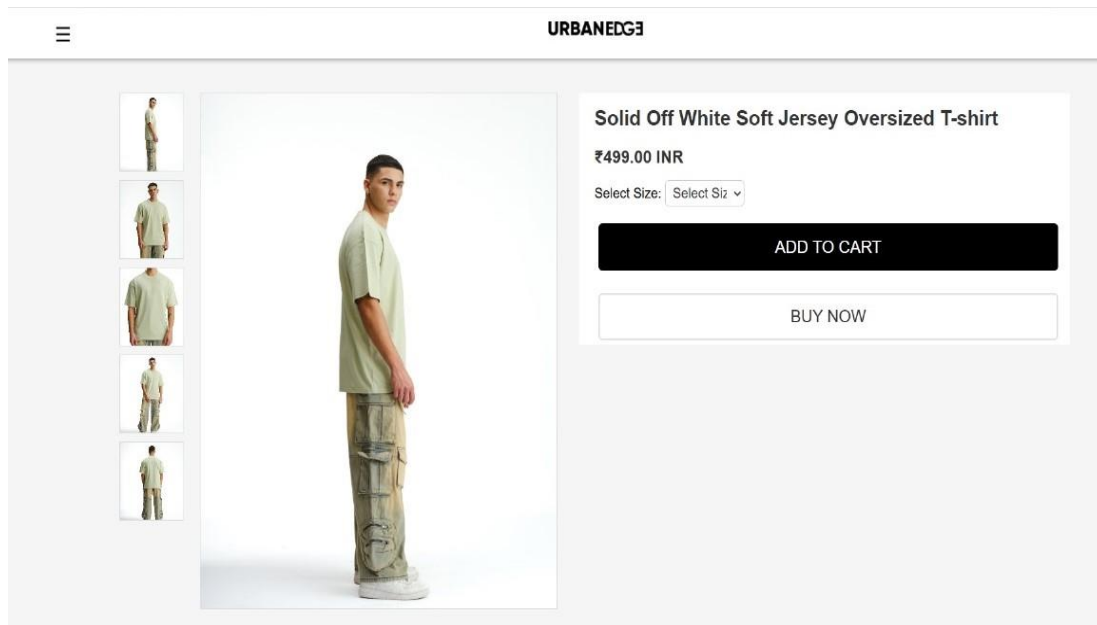 URBANEDGE
Solid Off White Soft Jersey Oversized T-shirt
₹499.00 INR
Select Size: Select Siz
ADD TO CART
BUY NOW